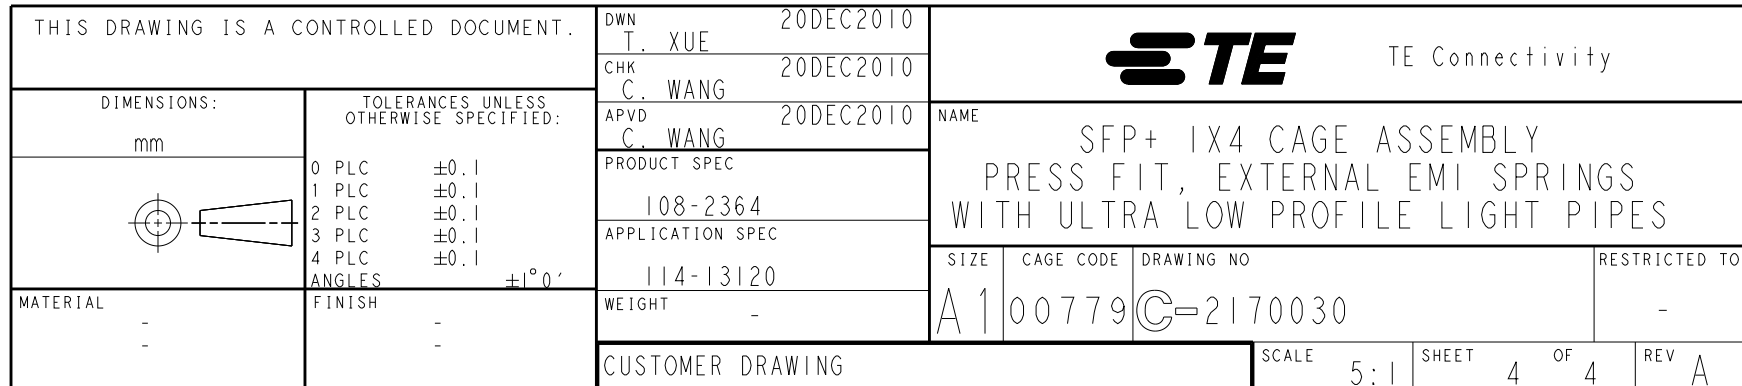 THIS DRAWING IS A CONTROLLED DOCUMENT.
DIMENSIONS:
mm
TOLERANCES UNLESS
OTHERWISE SPECIFIED:
0 PLC ±0.1
1 PLC ±0.1
2 PLC ±0.1
3 PLC ±0.1
4 PLC ±0.1
ANGLES ±1°0′
MATERIAL
-
-
FINISH
-
-
DWN 20DEC2010
T. XUE
CHK 20DEC2010
C. WANG
APVD 20DEC2010
C. WANG
PRODUCT SPEC
108-2364
APPLICATION SPEC
114-13120
WEIGHT -
CUSTOMER DRAWING
TE TE Connectivity
NAME
SFP+ 1X4 CAGE ASSEMBLY
PRESS FIT, EXTERNAL EMI SPRINGS
WITH ULTRA LOW PROFILE LIGHT PIPES
SIZE
A1
CAGE CODE
00779
DRAWING NO
C-2170030
RESTRICTED TO
-
SCALE 5:1
SHEET 4 OF 4
REV A